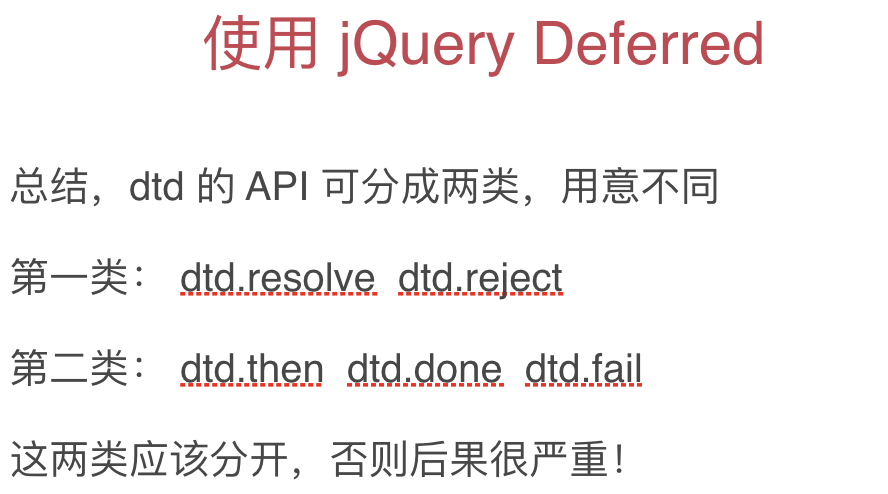 使用 jQuery Deferred
总结，dtd 的 API 可分成两类，用意不同
第一类： dtd.resolve dtd.reject
第二类： dtd.then dtd.done dtd.fail
这两类应该分开，否则后果很严重！